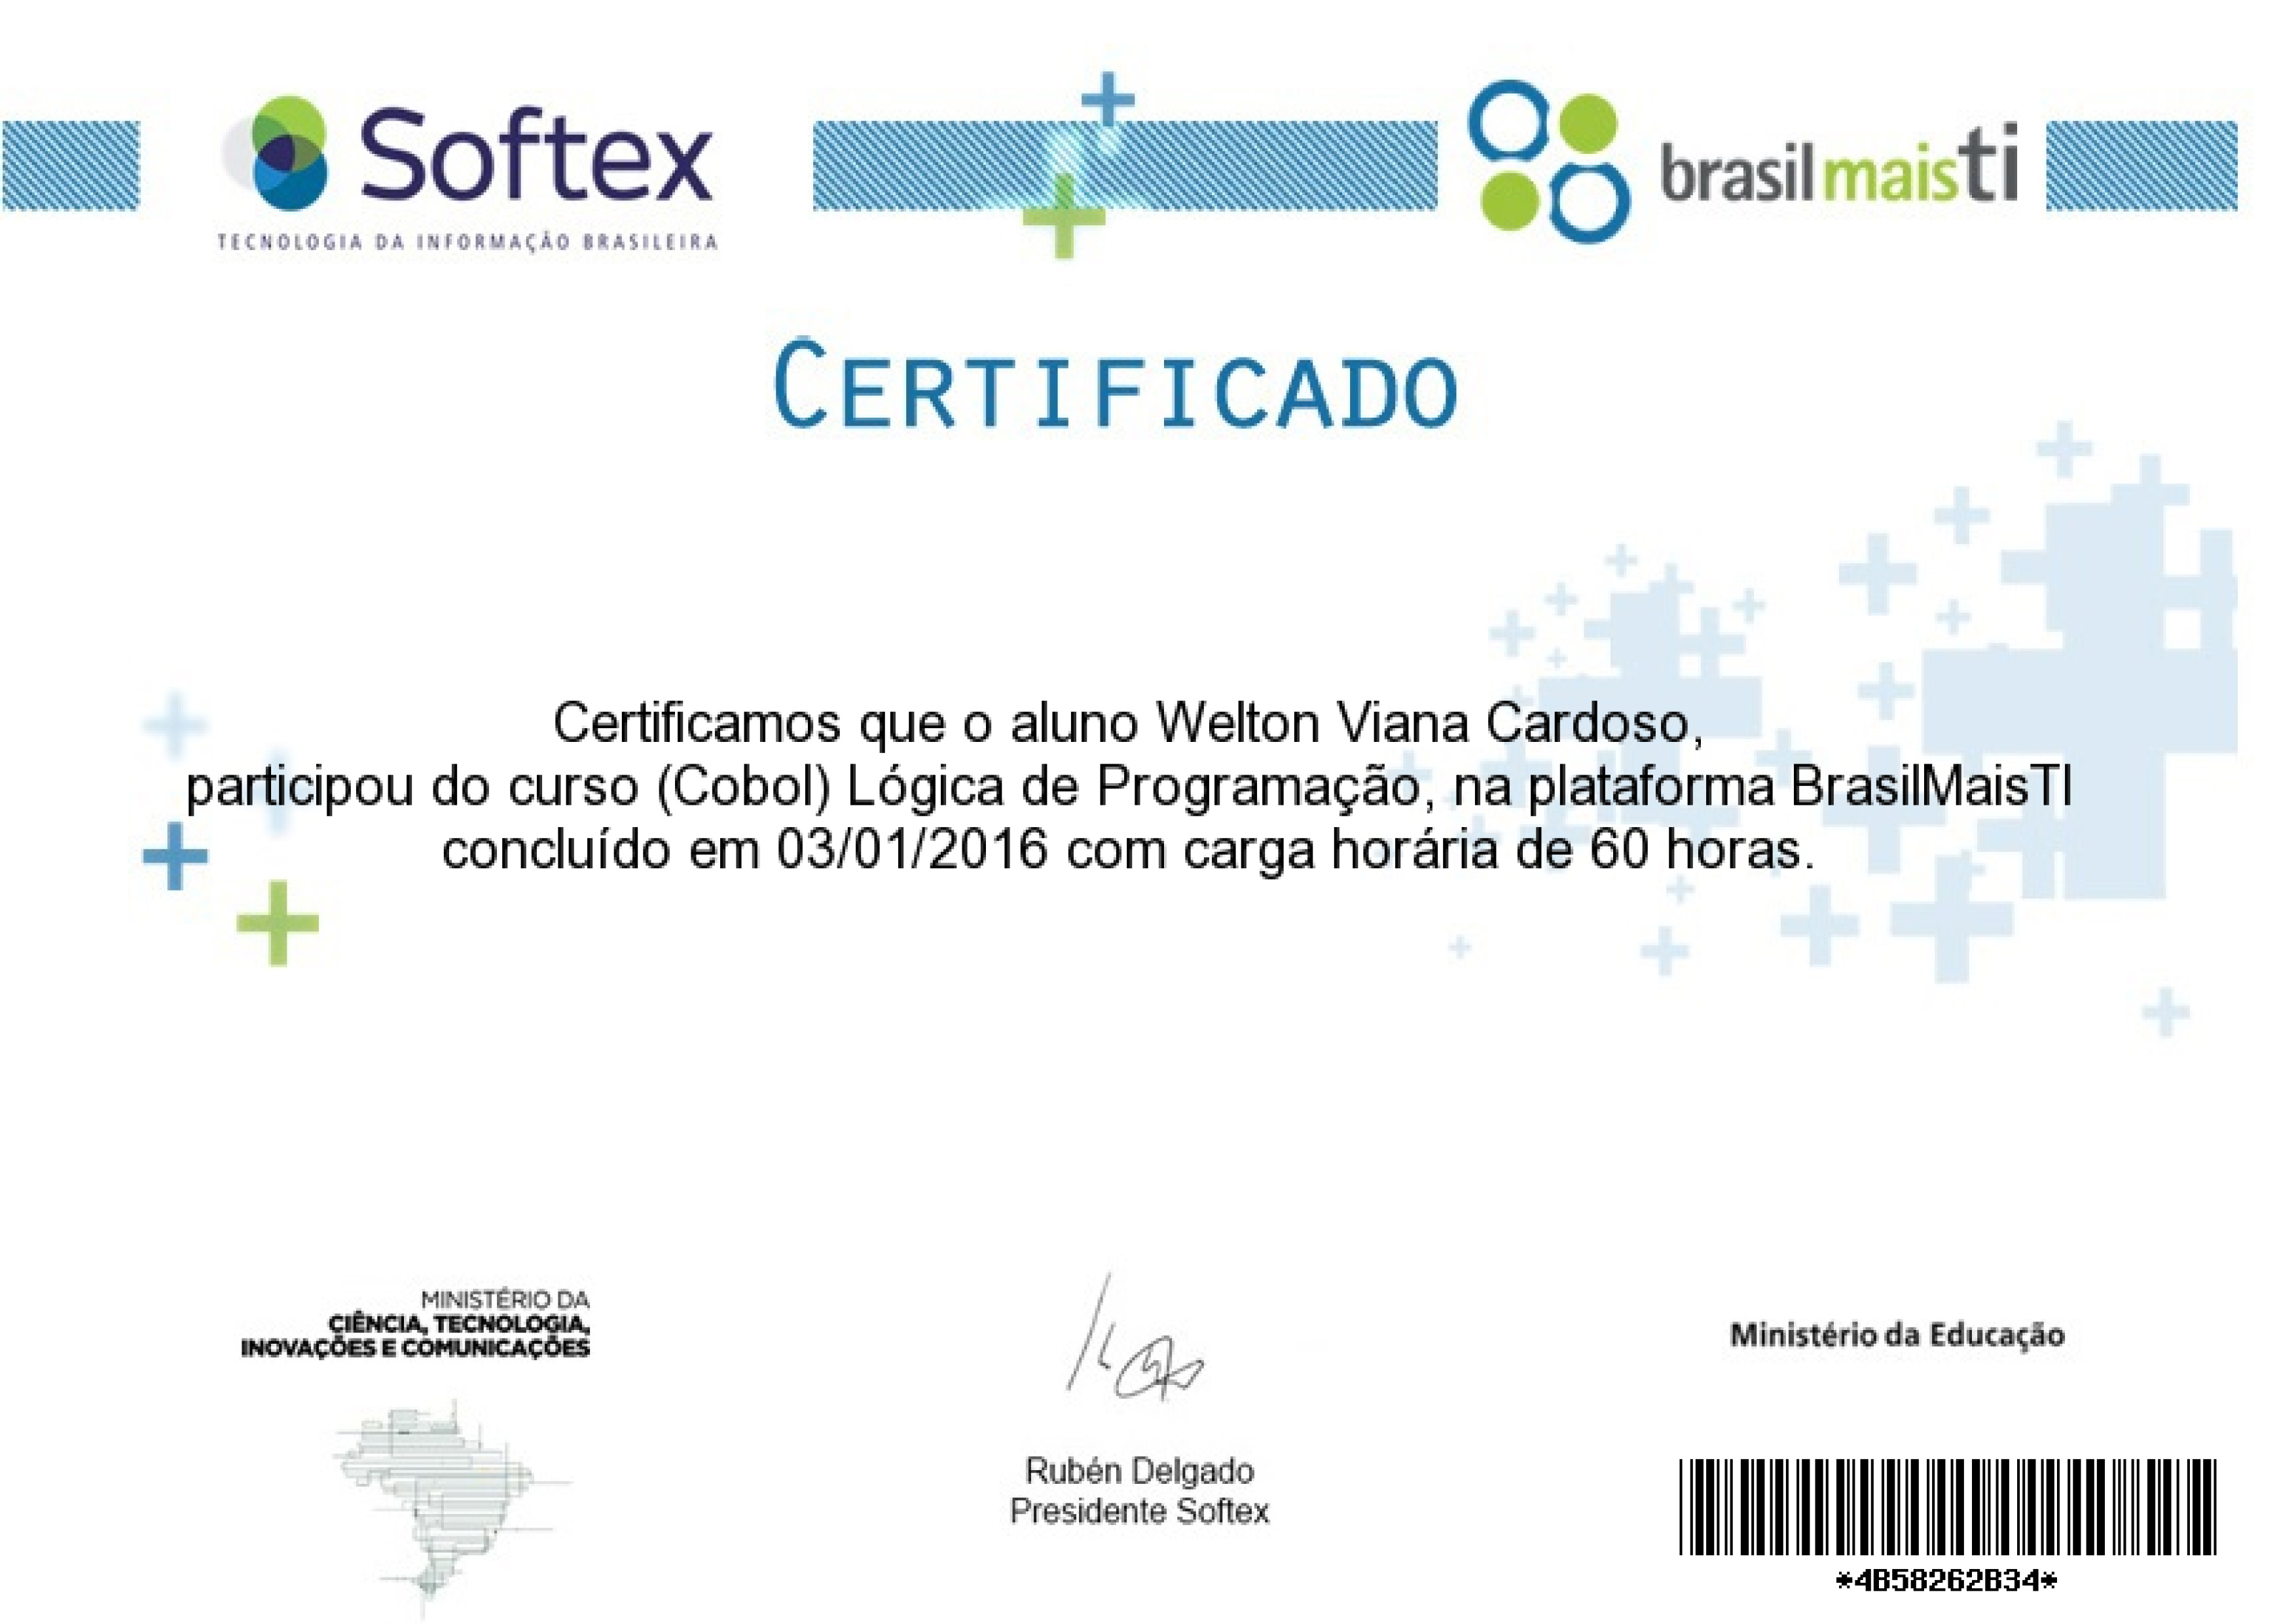 Softex
TECNOLOGIA DA INFORMAÇÃO BRASILEIRA
brasilmaisti
CERTIFICADO
Certificamos que o aluno Welton Viana Cardoso,
participou do curso (Cobol) Lógica de Programação, na plataforma BrasilMaisTI
concluído em 03/01/2016 com carga horária de 60 horas.
MINISTÉRIO DA
CIÊNCIA, TECNOLOGIA,
INOVAÇÕES E COMUNICAÇÕES
Rubén Delgado
Presidente Softex
Ministério da Educação
*4B58262B34*